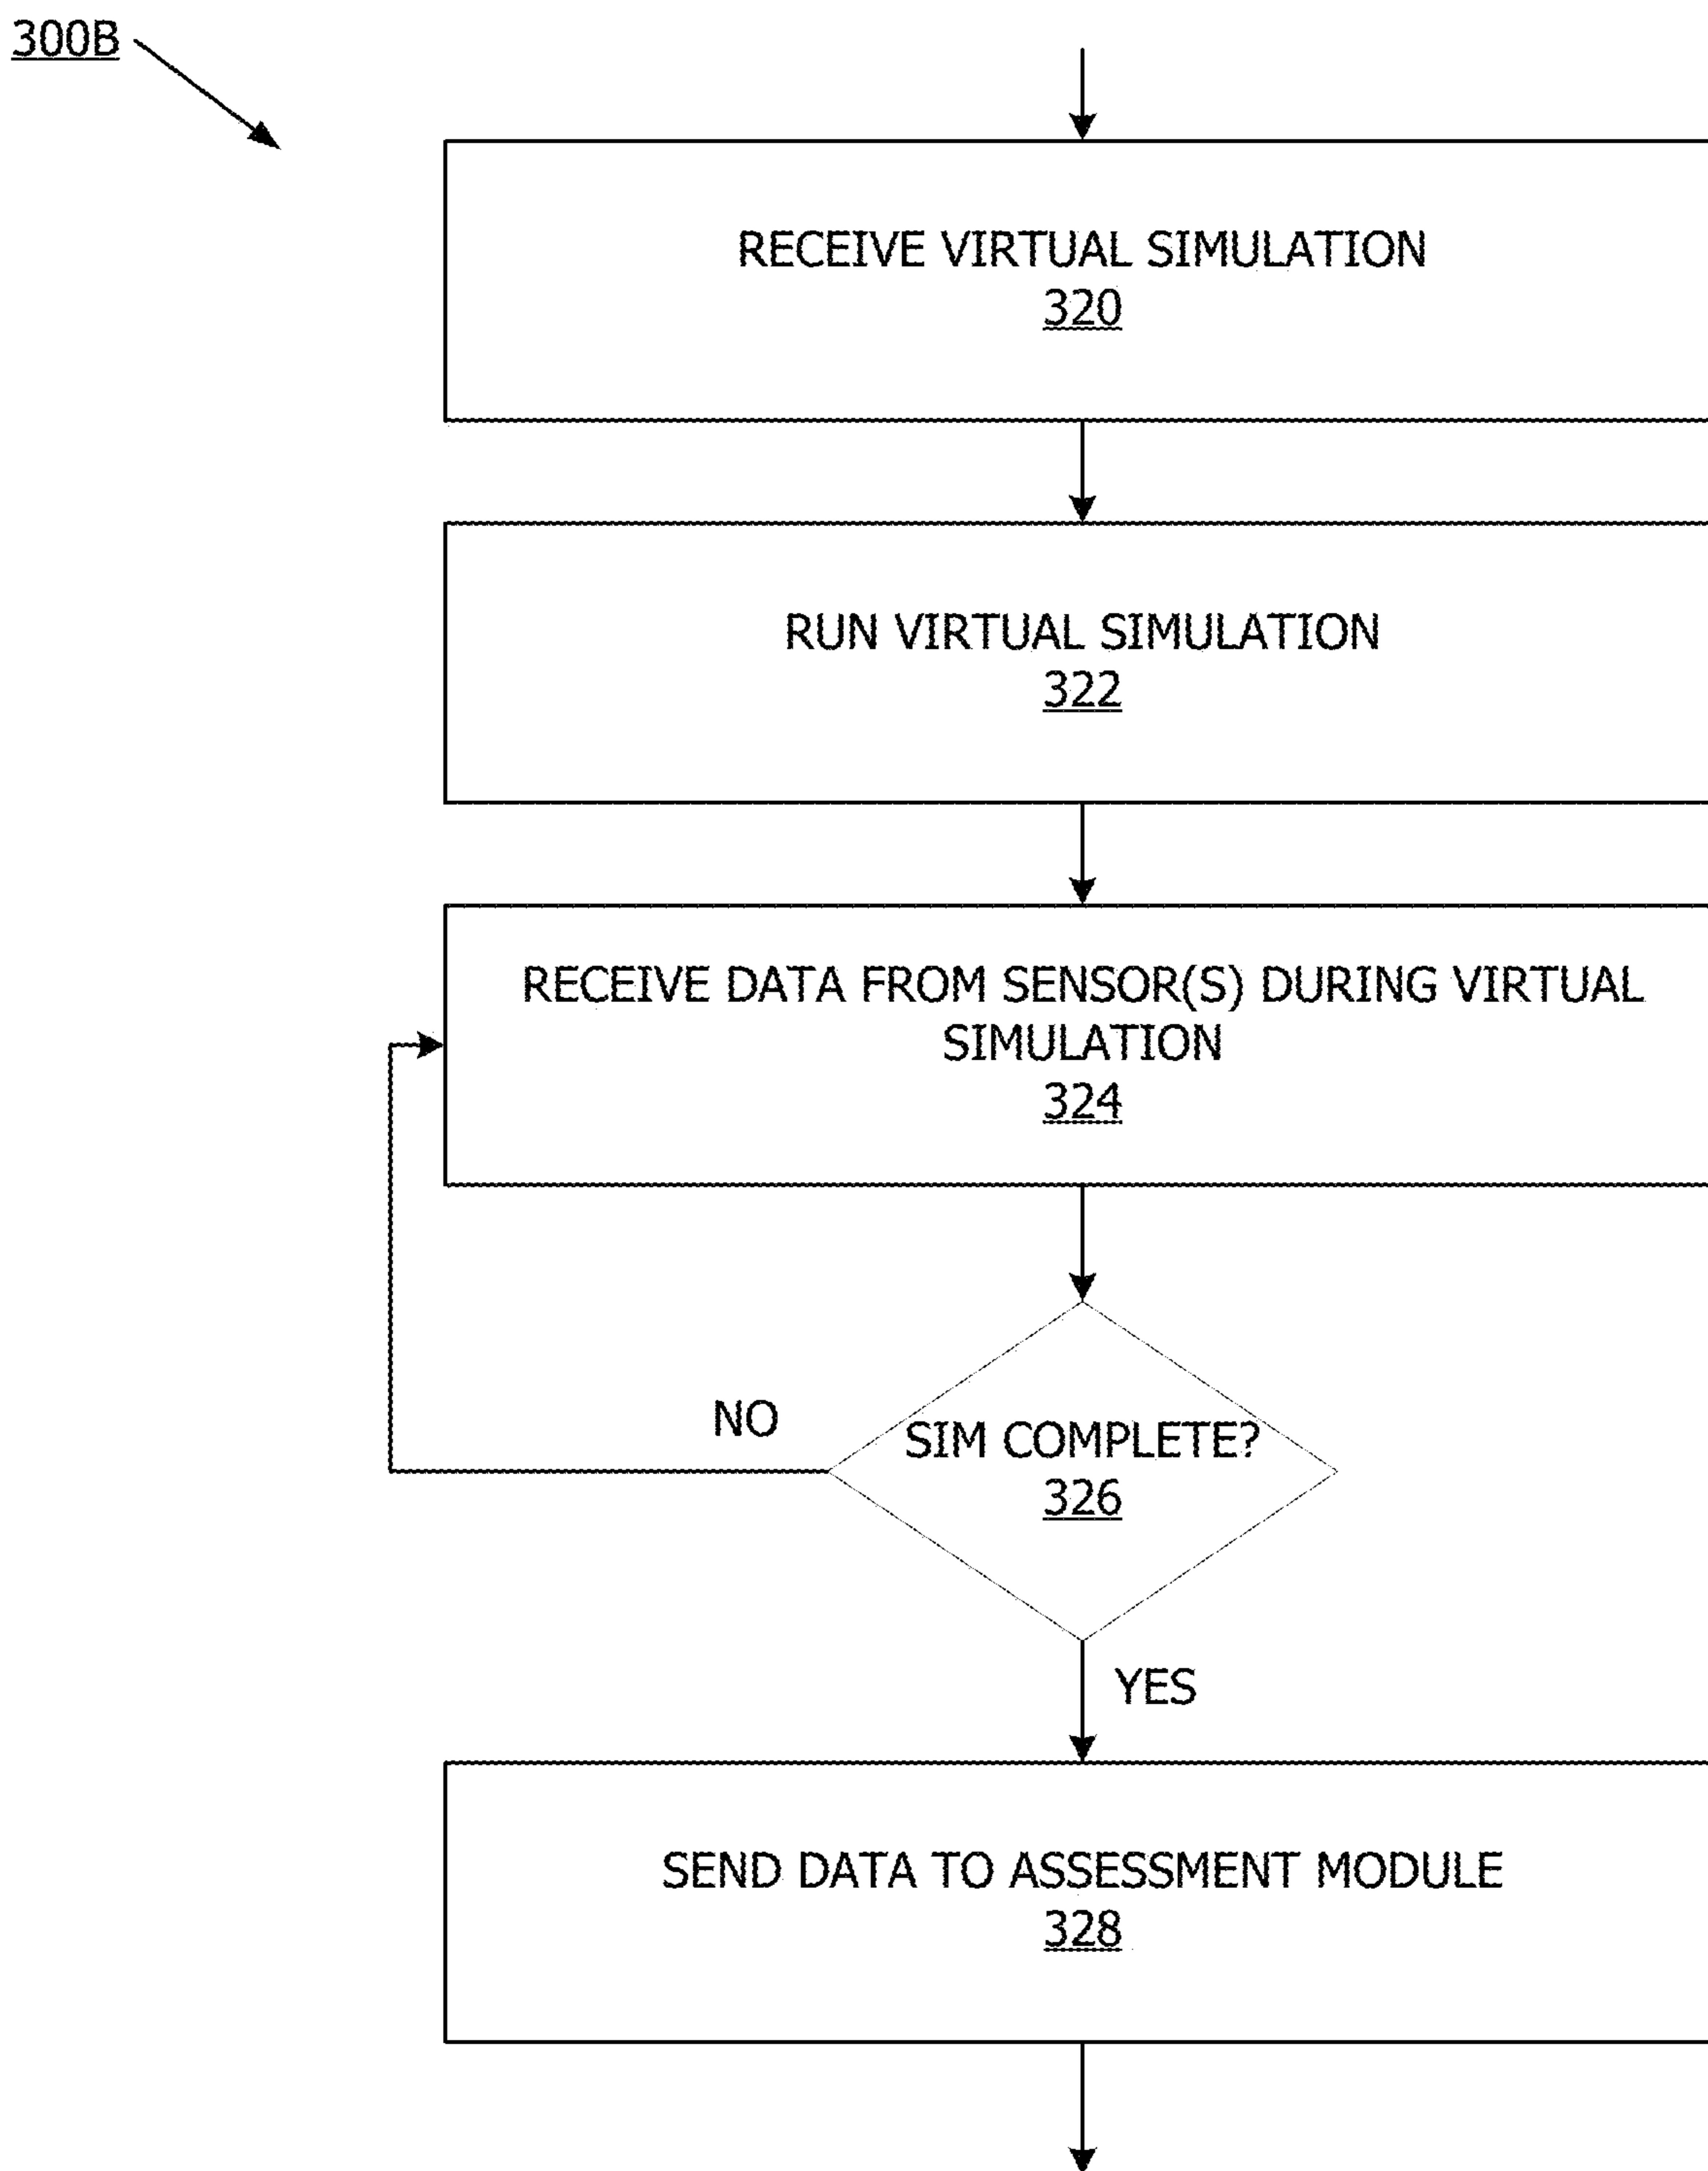 300B
RECEIVE VIRTUAL SIMULATION
320
RUN VIRTUAL SIMULATION
322
RECEIVE DATA FROM SENSOR(S) DURING VIRTUAL
SIMULATION
324
NO
SIM COMPLETE?
326
YES
SEND DATA TO ASSESSMENT MODULE
328